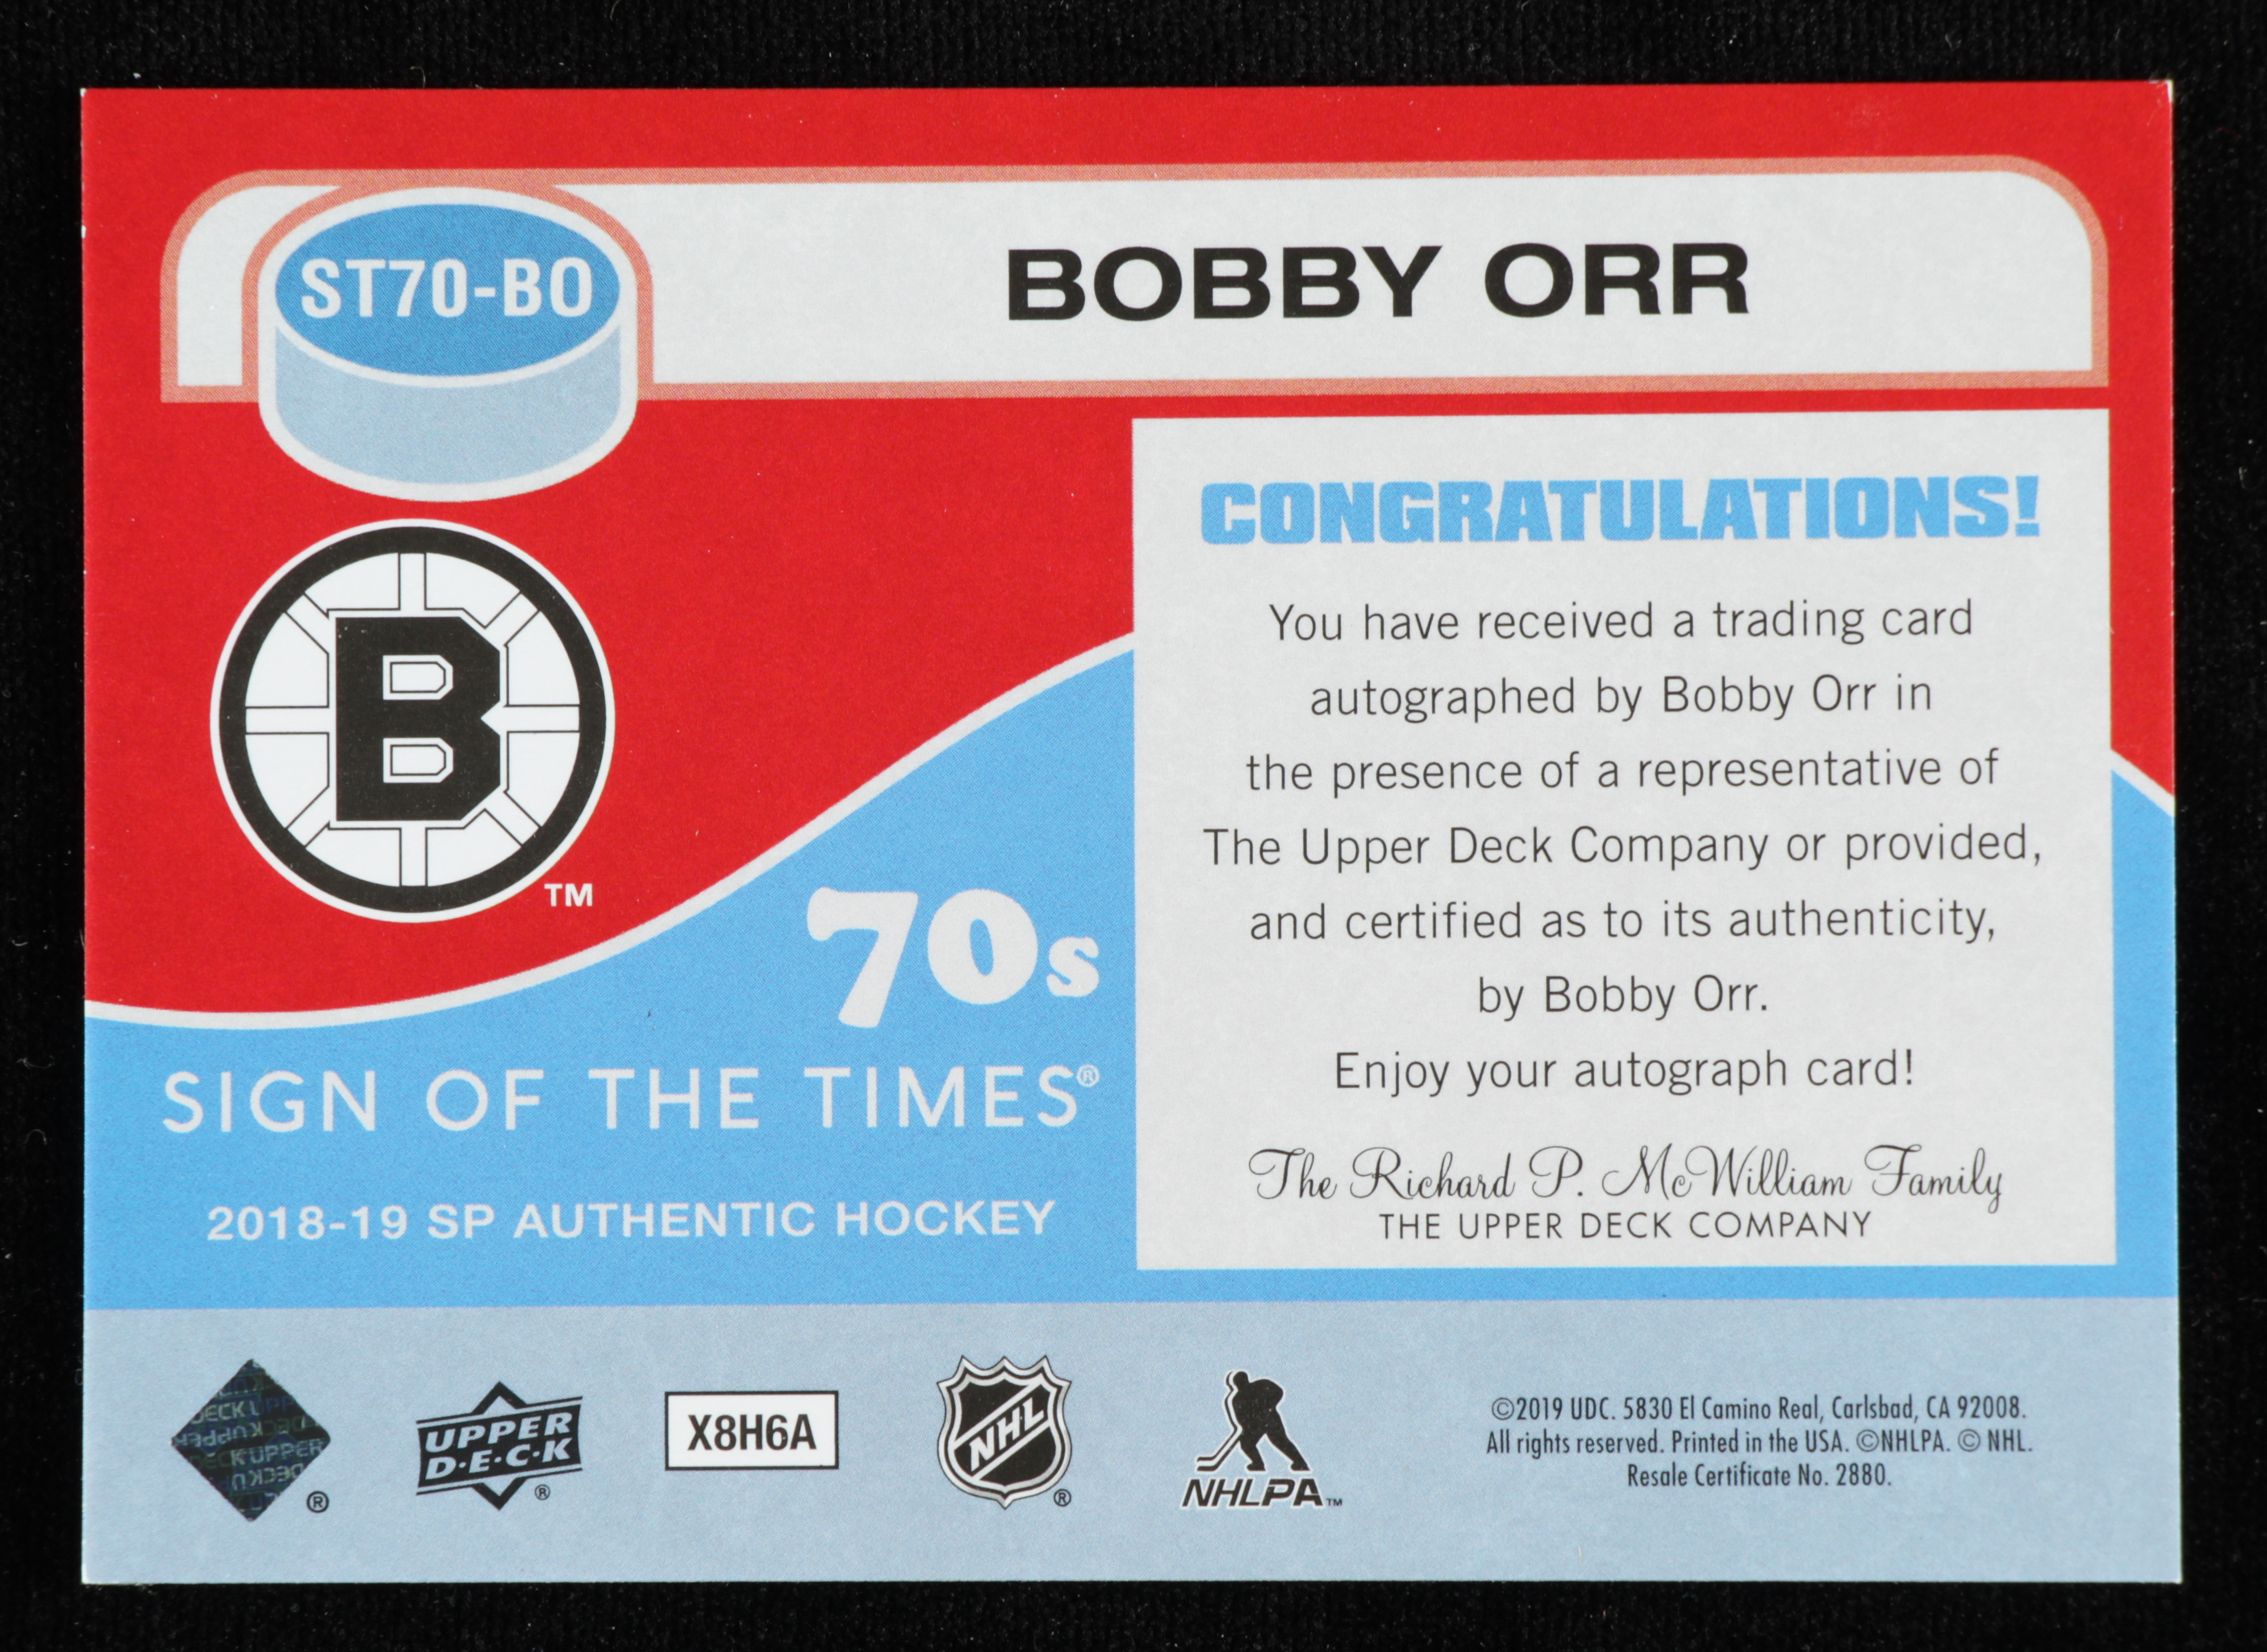 ST70-BO
BOBBY ORR
B
TM
70s
SIGN OF THE TIMES®
2018-19 SP AUTHENTIC HOCKEY
CONGRATULATIONS!
You have received a trading card
autographed by Bobby Orr in
the presence of a representative of
The Upper Deck Company or provided,
and certified as to its authenticity,
by Bobby Orr.
Enjoy your autograph card!
The Richard P. McWilliam Family
THE UPPER DECK COMPANY
DECK UPPER
®
UPPER
D·E·C·K
®
X8H6A
NHL
®
NHLPA™
©2019 UDC. 5830 El Camino Real, Carlsbad, CA 92008.
All rights reserved. Printed in the USA. ©NHLPA. © NHL.
Resale Certificate No. 2880.